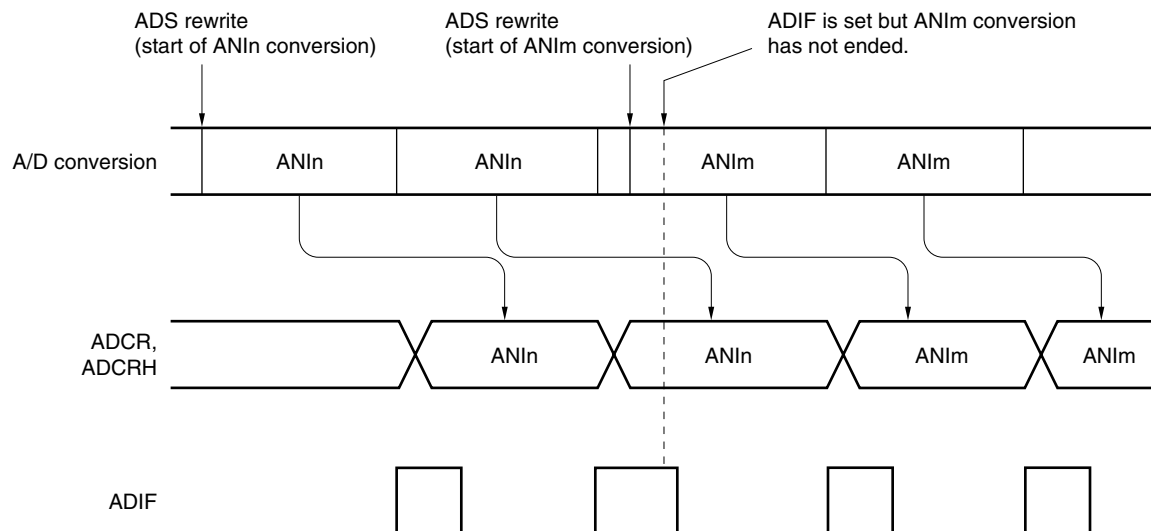 ADS rewrite
(start of ANIn conversion)
ADS rewrite
(start of ANIm conversion)
ADIF is set but ANIm conversion
has not ended.
A/D conversion
ANIn
ANIn
ANIm
ANIm
ADCR,
ADCRH
ANIn
ANIn
ANIm
ANIm
ADIF